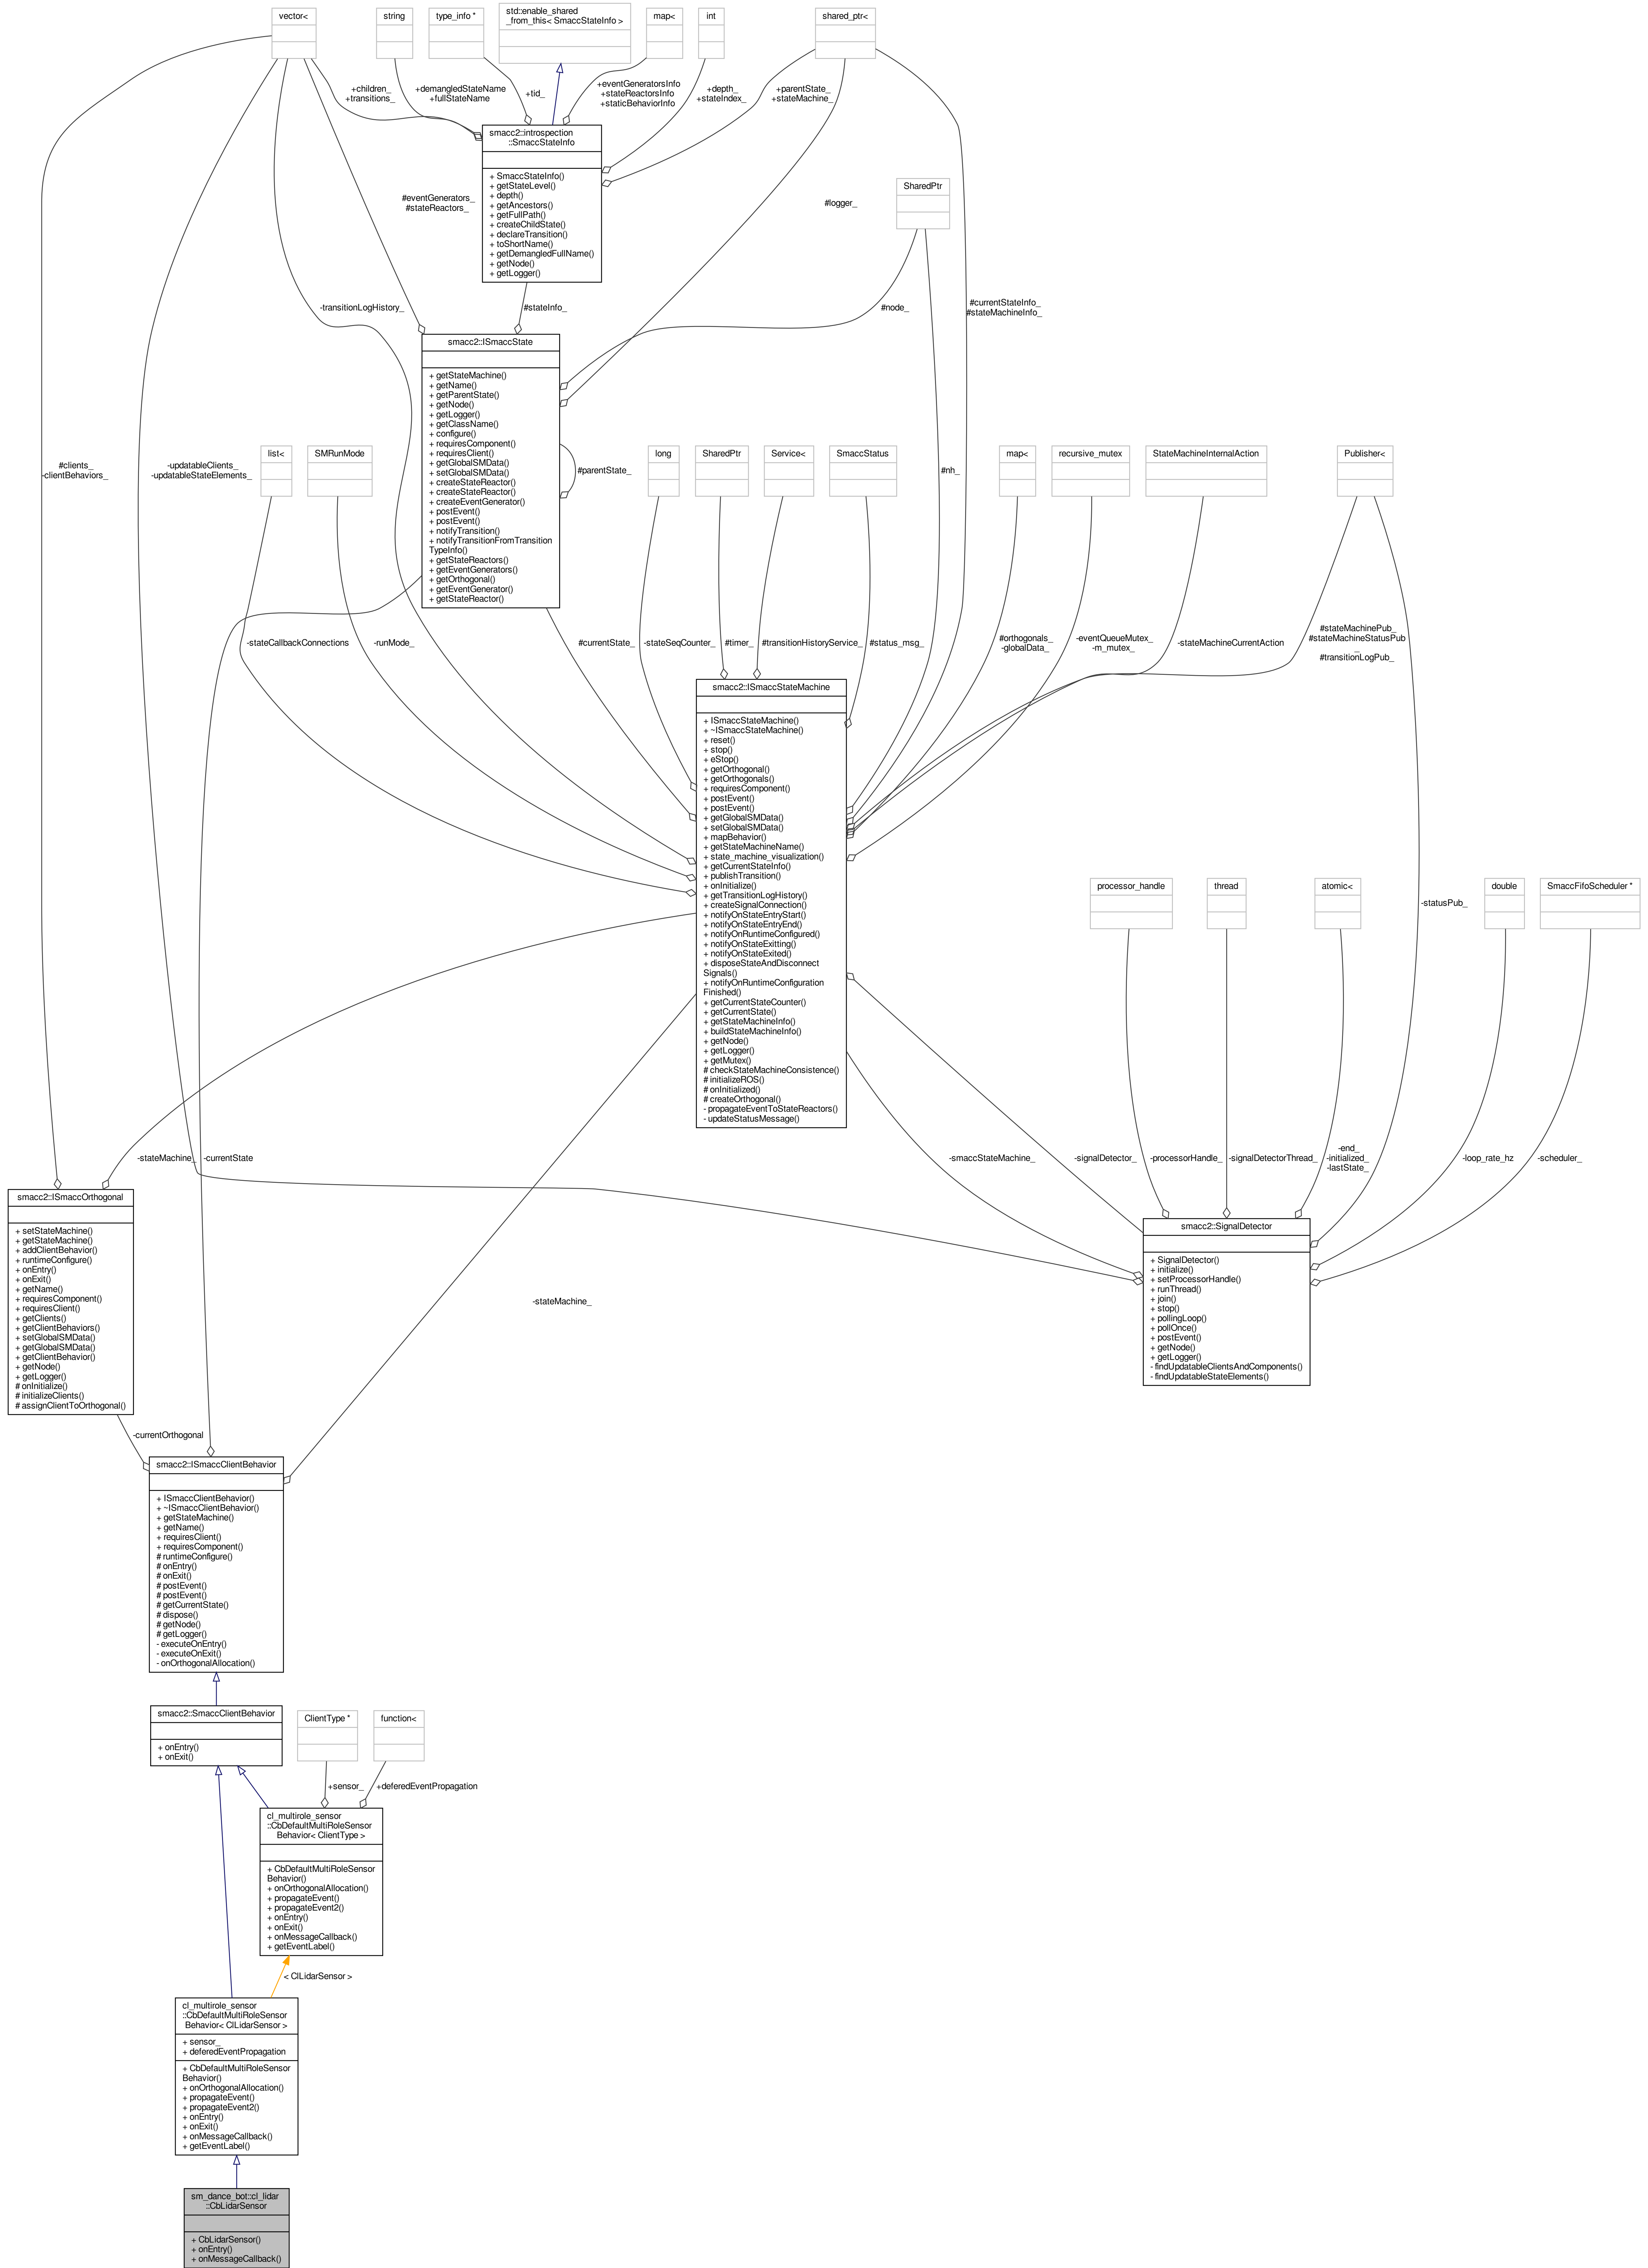 vector<
string
type_info *
std::enable_shared
_from_this< SmaccStateInfo >
map<
int
shared_ptr<
+children_
+transitions_
+demangledStateName
+fullStateName
+tid_
+eventGeneratorsInfo
+stateReactorsInfo
+staticBehaviorInfo
+depth_
+stateIndex_
+parentState_
+stateMachine_
smacc2::introspection
::SmaccStateInfo
+ SmaccStateInfo()
+ getStateLevel()
+ depth()
+ getAncestors()
+ getFullPath()
+ createChildState()
+ declareTransition()
+ toShortName()
+ getDemangledFullName()
+ getNode()
+ getLogger()
SharedPtr
#eventGenerators_
#stateReactors_
#logger_
-transitionLogHistory_
#stateInfo_
#node_
#currentStateInfo_
#stateMachineInfo_
smacc2::ISmaccState
+ getStateMachine()
+ getName()
+ getParentState()
+ getNode()
+ getLogger()
+ getClassName()
+ configure()
+ requiresComponent()
+ requiresClient()
+ getGlobalSMData()
+ setGlobalSMData()
+ createStateReactor()
+ createStateReactor()
+ createEventGenerator()
+ postEvent()
+ postEvent()
+ notifyTransition()
+ notifyTransitionFromTransition
TypeInfo()
+ getStateReactors()
+ getEventGenerators()
+ getOrthogonal()
+ getEventGenerator()
+ getStateReactor()
#clients_
-clientBehaviors_
-updatableClients_
-updatableStateElements_
list<
SMRunMode
#parentState_
long
SharedPtr
Service<
SmaccStatus
#nh_
map<
recursive_mutex
StateMachineInternalAction
Publisher<
-stateCallbackConnections
-runMode_
#currentState_
-stateSeqCounter_
#timer_
#transitionHistoryService_
#status_msg_
#orthogonals_
-globalData_
-eventQueueMutex_
-m_mutex_
-stateMachineCurrentAction
#stateMachinePub_
#stateMachineStatusPub
_
#transitionLogPub_
smacc2::ISmaccStateMachine
+ ISmaccStateMachine()
+ ~ISmaccStateMachine()
+ reset()
+ stop()
+ eStop()
+ getOrthogonal()
+ getOrthogonals()
+ requiresComponent()
+ postEvent()
+ postEvent()
+ getGlobalSMData()
+ setGlobalSMData()
+ mapBehavior()
+ getStateMachineName()
+ state_machine_visualization()
+ getCurrentStateInfo()
+ publishTransition()
+ onInitialize()
+ getTransitionLogHistory()
+ createSignalConnection()
+ notifyOnStateEntryStart()
+ notifyOnStateEntryEnd()
+ notifyOnRuntimeConfigured()
+ notifyOnStateExitting()
+ notifyOnStateExited()
+ disposeStateAndDisconnect
Signals()
+ notifyOnRuntimeConfiguration
Finished()
+ getCurrentStateCounter()
+ getCurrentState()
+ getStateMachineInfo()
+ buildStateMachineInfo()
+ getNode()
+ getLogger()
+ getMutex()
# checkStateMachineConsistence()
# initializeROS()
# onInitialized()
# createOrthogonal()
- propagateEventToStateReactors()
- updateStatusMessage()
processor_handle
thread
atomic<
double
SmaccFifoScheduler *
-statusPub_
-stateMachine_
-currentState
-smaccStateMachine_
-signalDetector_
-processorHandle_
-signalDetectorThread_
-end_
-initialized_
-lastState_
-loop_rate_hz
-scheduler_
smacc2::ISmaccOrthogonal
+ setStateMachine()
+ getStateMachine()
+ addClientBehavior()
+ runtimeConfigure()
+ onEntry()
+ onExit()
+ getName()
+ requiresComponent()
+ requiresClient()
+ getClients()
+ getClientBehaviors()
+ setGlobalSMData()
+ getGlobalSMData()
+ getClientBehavior()
+ getNode()
+ getLogger()
# onInitialize()
# initializeClients()
# assignClientToOrthogonal()
smacc2::SignalDetector
+ SignalDetector()
+ initialize()
+ setProcessorHandle()
+ runThread()
+ join()
+ stop()
+ pollingLoop()
+ pollOnce()
+ postEvent()
+ getNode()
+ getLogger()
- findUpdatableClientsAndComponents()
- findUpdatableStateElements()
-stateMachine_
-currentOrthogonal
smacc2::ISmaccClientBehavior
+ ISmaccClientBehavior()
+ ~ISmaccClientBehavior()
+ getStateMachine()
+ getName()
+ requiresClient()
+ requiresComponent()
# runtimeConfigure()
# onEntry()
# onExit()
# postEvent()
# postEvent()
# getCurrentState()
# dispose()
# getNode()
# getLogger()
- executeOnEntry()
- executeOnExit()
- onOrthogonalAllocation()
smacc2::SmaccClientBehavior
+ onEntry()
+ onExit()
ClientType *
function<
+sensor_
+deferedEventPropagation
cl_multirole_sensor
::CbDefaultMultiRoleSensor
Behavior< ClientType >
+ CbDefaultMultiRoleSensor
Behavior()
+ onOrthogonalAllocation()
+ propagateEvent()
+ propagateEvent2()
+ onEntry()
+ onExit()
+ onMessageCallback()
+ getEventLabel()
< ClLidarSensor >
cl_multirole_sensor
::CbDefaultMultiRoleSensor
Behavior< ClLidarSensor >
+ sensor_
+ deferedEventPropagation
+ CbDefaultMultiRoleSensor
Behavior()
+ onOrthogonalAllocation()
+ propagateEvent()
+ propagateEvent2()
+ onEntry()
+ onExit()
+ onMessageCallback()
+ getEventLabel()
sm_dance_bot::cl_lidar
::CbLidarSensor
+ CbLidarSensor()
+ onEntry()
+ onMessageCallback()